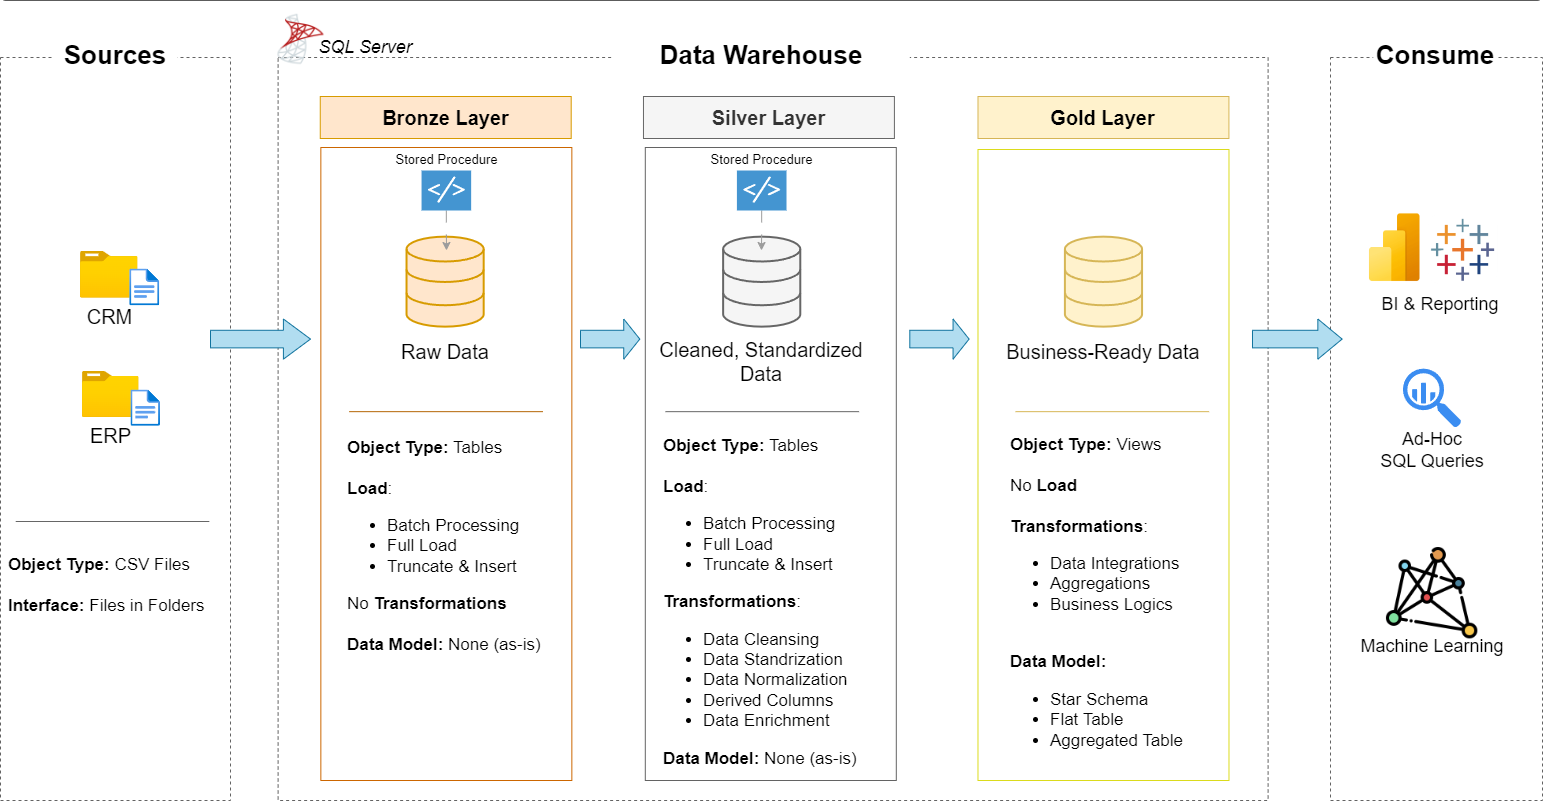 Sources
CRM
ERP
Object Type: CSV Files
Interface: Files in Folders
SQL Server
Data Warehouse
Bronze Layer
Stored Procedure
</>
Raw Data
Object Type: Tables
Load:
• Batch Processing
• Full Load
• Truncate & Insert
No Transformations
Data Model: None (as-is)
Silver Layer
Stored Procedure
</>
Cleaned, Standardized
Data
Object Type: Tables
Load:
• Batch Processing
• Full Load
• Truncate & Insert
Transformations:
• Data Cleansing
• Data Standrization
• Data Normalization
• Derived Columns
• Data Enrichment
Data Model: None (as-is)
Gold Layer
Business-Ready Data
Object Type: Views
No Load
Transformations:
• Data Integrations
• Aggregations
• Business Logics
Data Model:
• Star Schema
• Flat Table
• Aggregated Table
Consume
BI & Reporting
Ad-Hoc
SQL Queries
Machine Learning